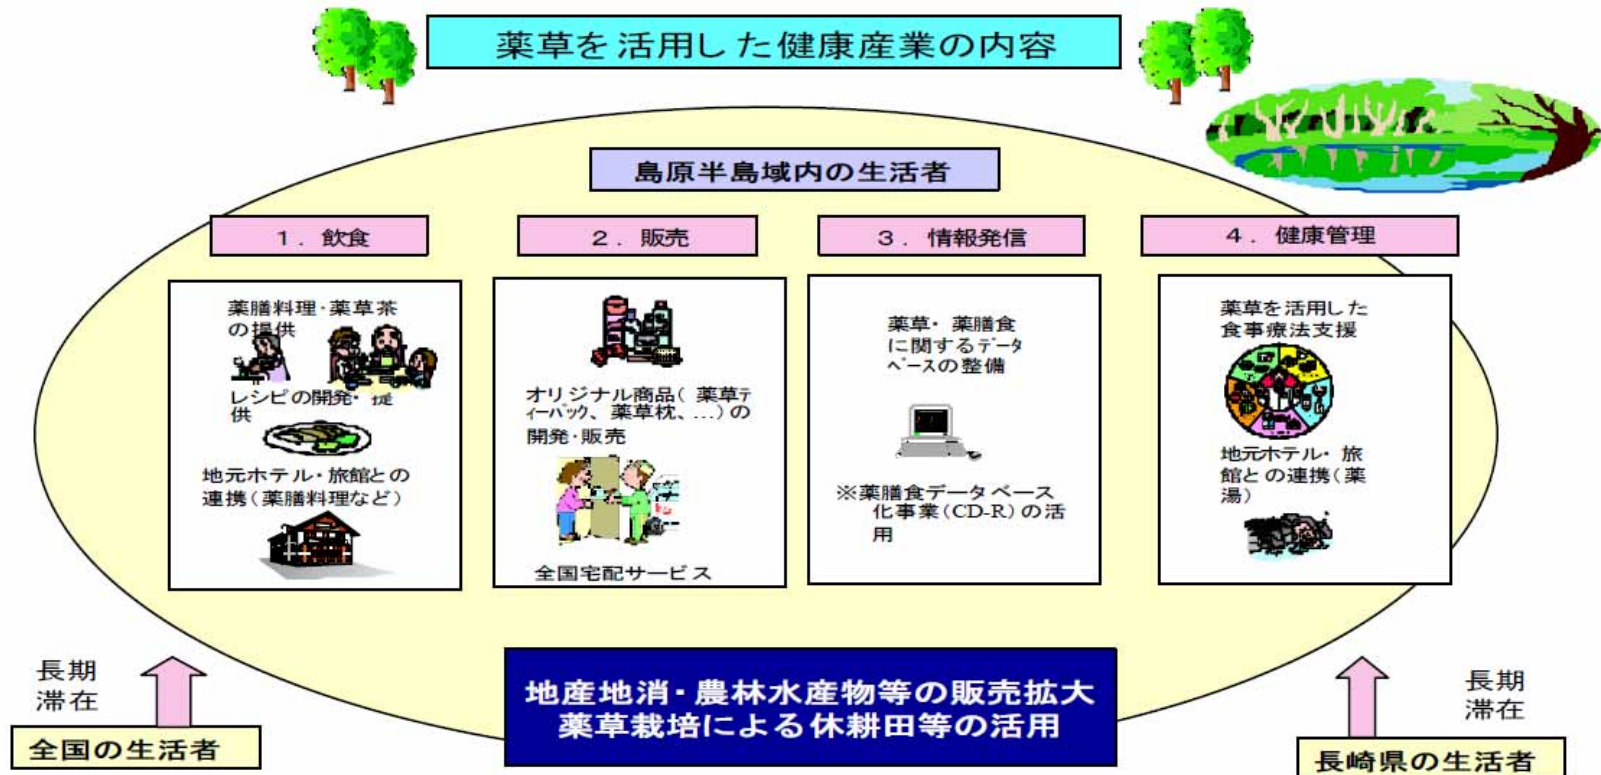 薬草を活用した健康産業の内容
島原半島域内の生活者
1．飲食
薬膳料理・薬草茶
の提供
レシピの開発・提
供
地元ホテル・旅館との
連携（薬膳料理など）
2．販売
オリジナル商品（薬草テ
ィーバック、薬草枕、...）の
開発・販売
全国宅配サービス
3．情報発信
薬草・薬膳食
に関するデータ
ベースの整備
※薬膳食データベース
化事業（CD-R）の活
用
4．健康管理
薬草を活用した
食事療法支援
地元ホテル・旅
館との連携（薬
湯）
地産地消・農林水産物等の販売拡大
薬草栽培による休耕田等の活用
長期
滞在
全国の生活者
長期
滞在
長崎県の生活者